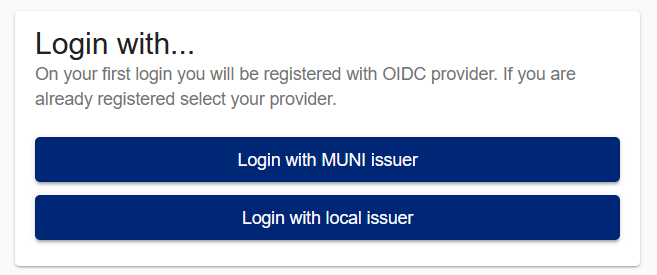 Login with...
On your first login you will be registered with OIDC provider. If you are
already registered select your provider.
Login with MUNI issuer
Login with local issuer